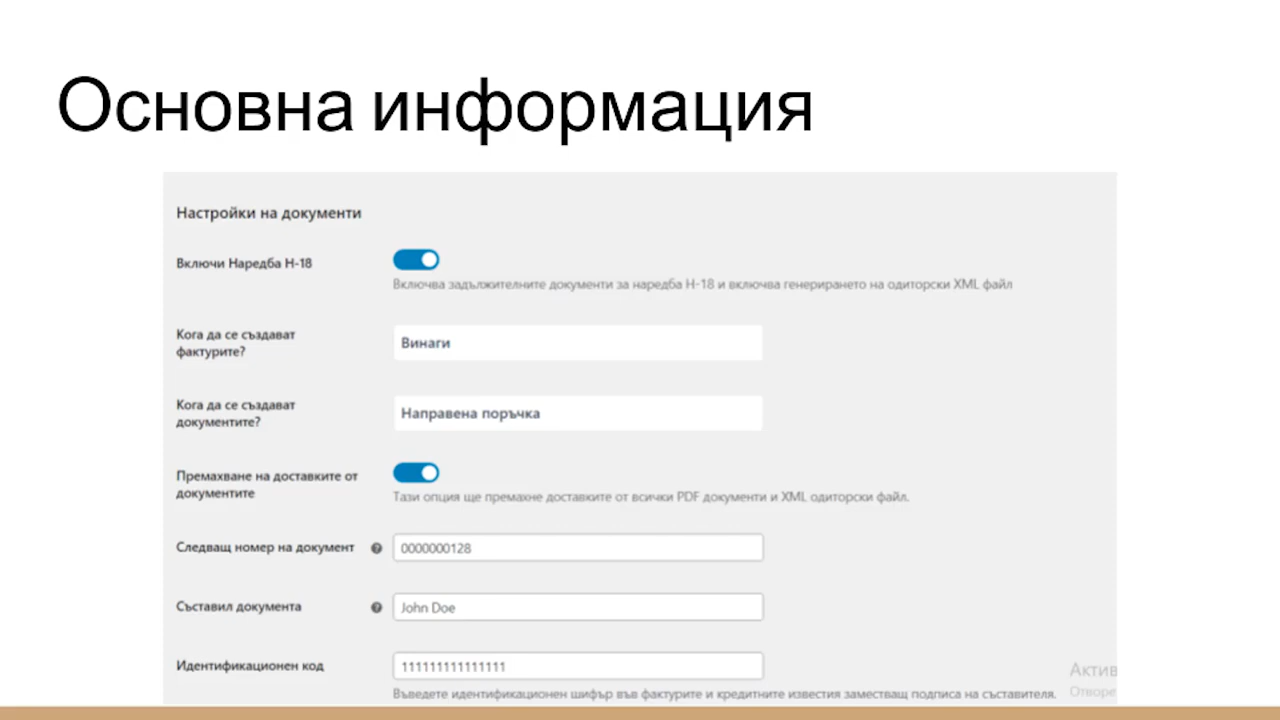 Основна информация
Настройки на документи
Включи Наредба Н-18
Включва задължителните документи за наредба Н-18 и включва генерирането на одиторски XML файл
Кога да се създават
фактурите?
Винаги
Кога да се създават
документите?
Направена поръчка
Премахване на доставките от
документите
Тази опция ще премахне доставките от всички PDF документи и XML одиторски файл.
Следващ номер на документ
0000000128
Съставил документа
John Doe
Идентификационен код
111111111111111
Въведете идентификационен шифър във фактурите и кредитните известия заместващ подписа на съставителя.
Актив
Отворе